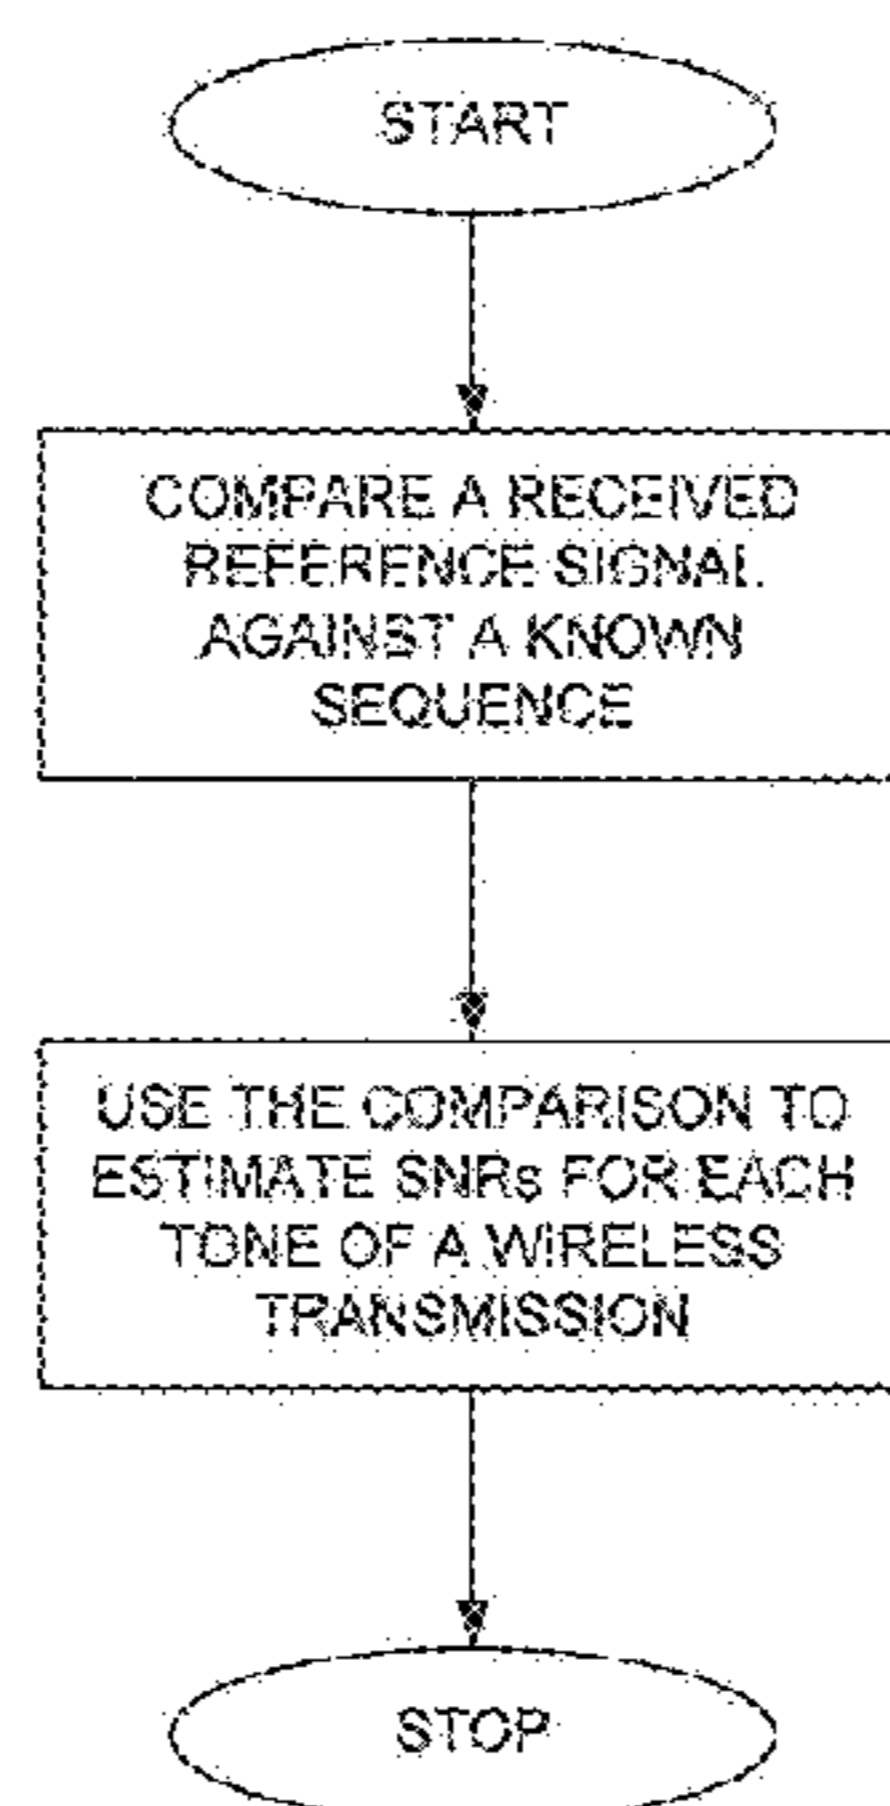 START
COMPARE A RECEIVED
REFERENCE SIGNAL
AGAINST A KNOWN
SEQUENCE
USE THE COMPARISON TO
ESTIMATE SNRs FOR EACH
TONE OF A WIRELESS
TRANSMISSION
STOP